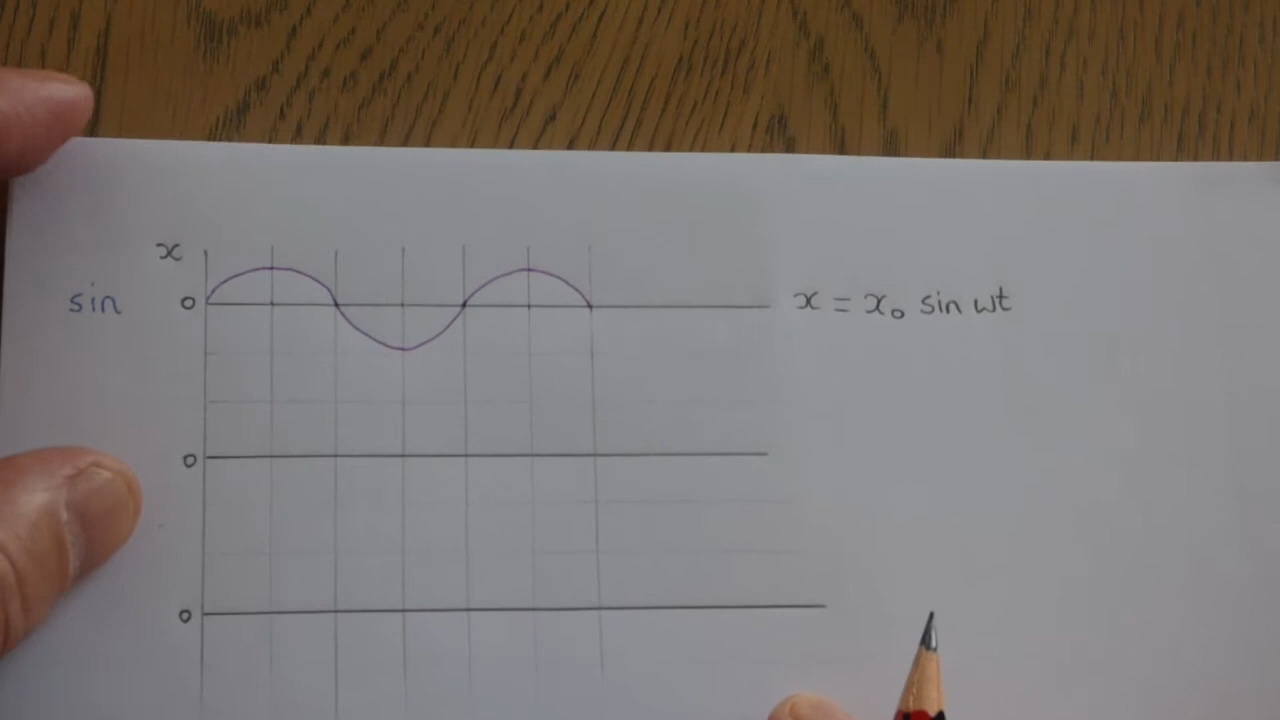 x
sin 0 x = x₀ sin ωt
0
0